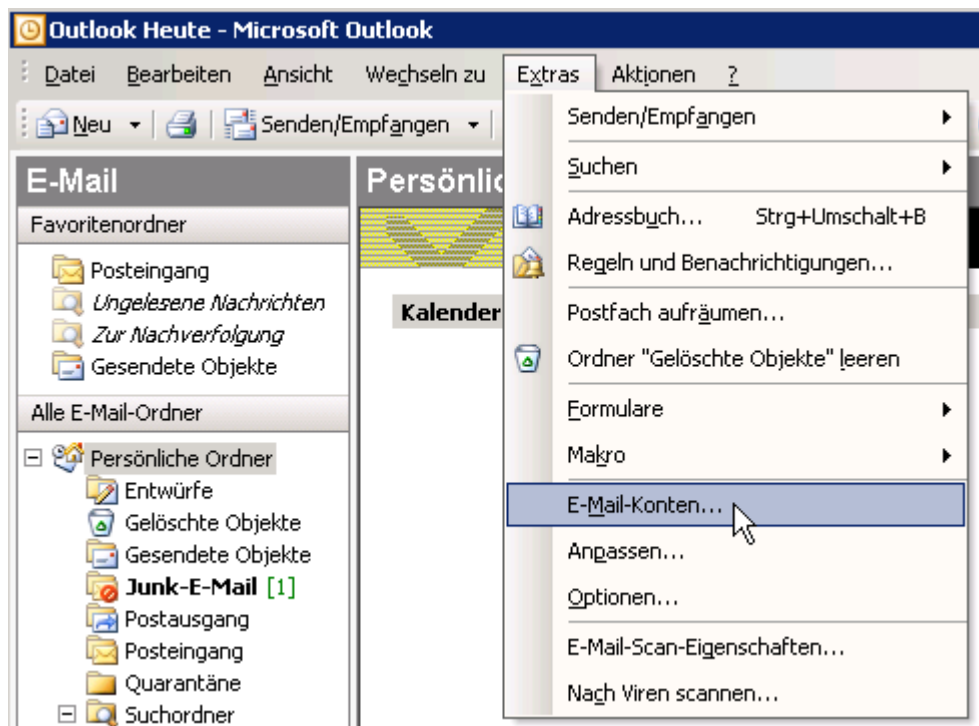 Outlook Heute - Microsoft Outlook
Datei Bearbeiten Ansicht Wechseln zu Extras Aktionen ?
Neu Senden/Empfangen
E-Mail
Favoritenordner
Posteingang
Ungelesene Nachrichten
Zur Nachverfolgung
Gesendete Objekte
Alle E-Mail-Ordner
Persönliche Ordner
Entwürfe
Gelöschte Objekte
Gesendete Objekte
Junk-E-Mail [1]
Postausgang
Posteingang
Quarantäne
Suchordner
Kalender
Senden/Empfangen
Suchen
Adressbuch... Strg+Umschalt+B
Regeln und Benachrichtigungen...
Postfach aufräumen...
Ordner "Gelöschte Objekte" leeren
Formulare
Makro
E-Mail-Konten...
Anpassen...
Optionen...
E-Mail-Scan-Eigenschaften...
Nach Viren scannen...